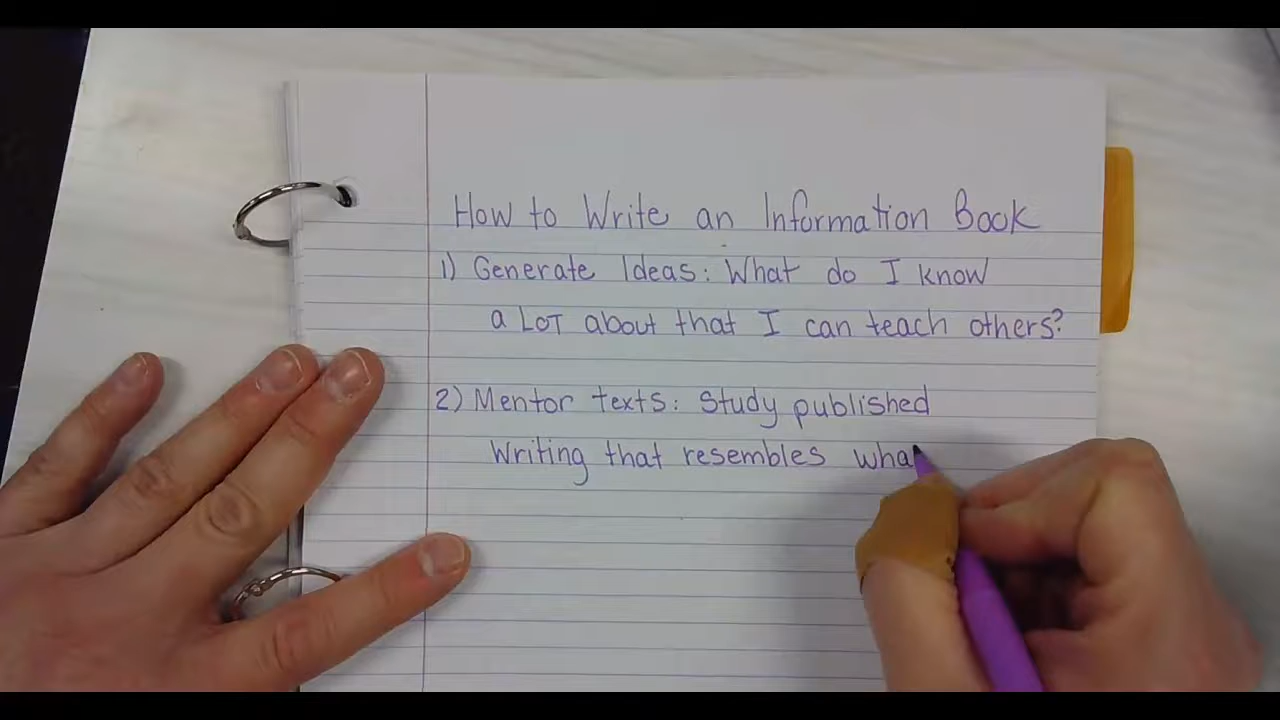 How to Write an Information Book
1) Generate Ideas: What do I know
a LOT about that I can teach others?
2) Mentor texts: Study published
Writing that resembles wha